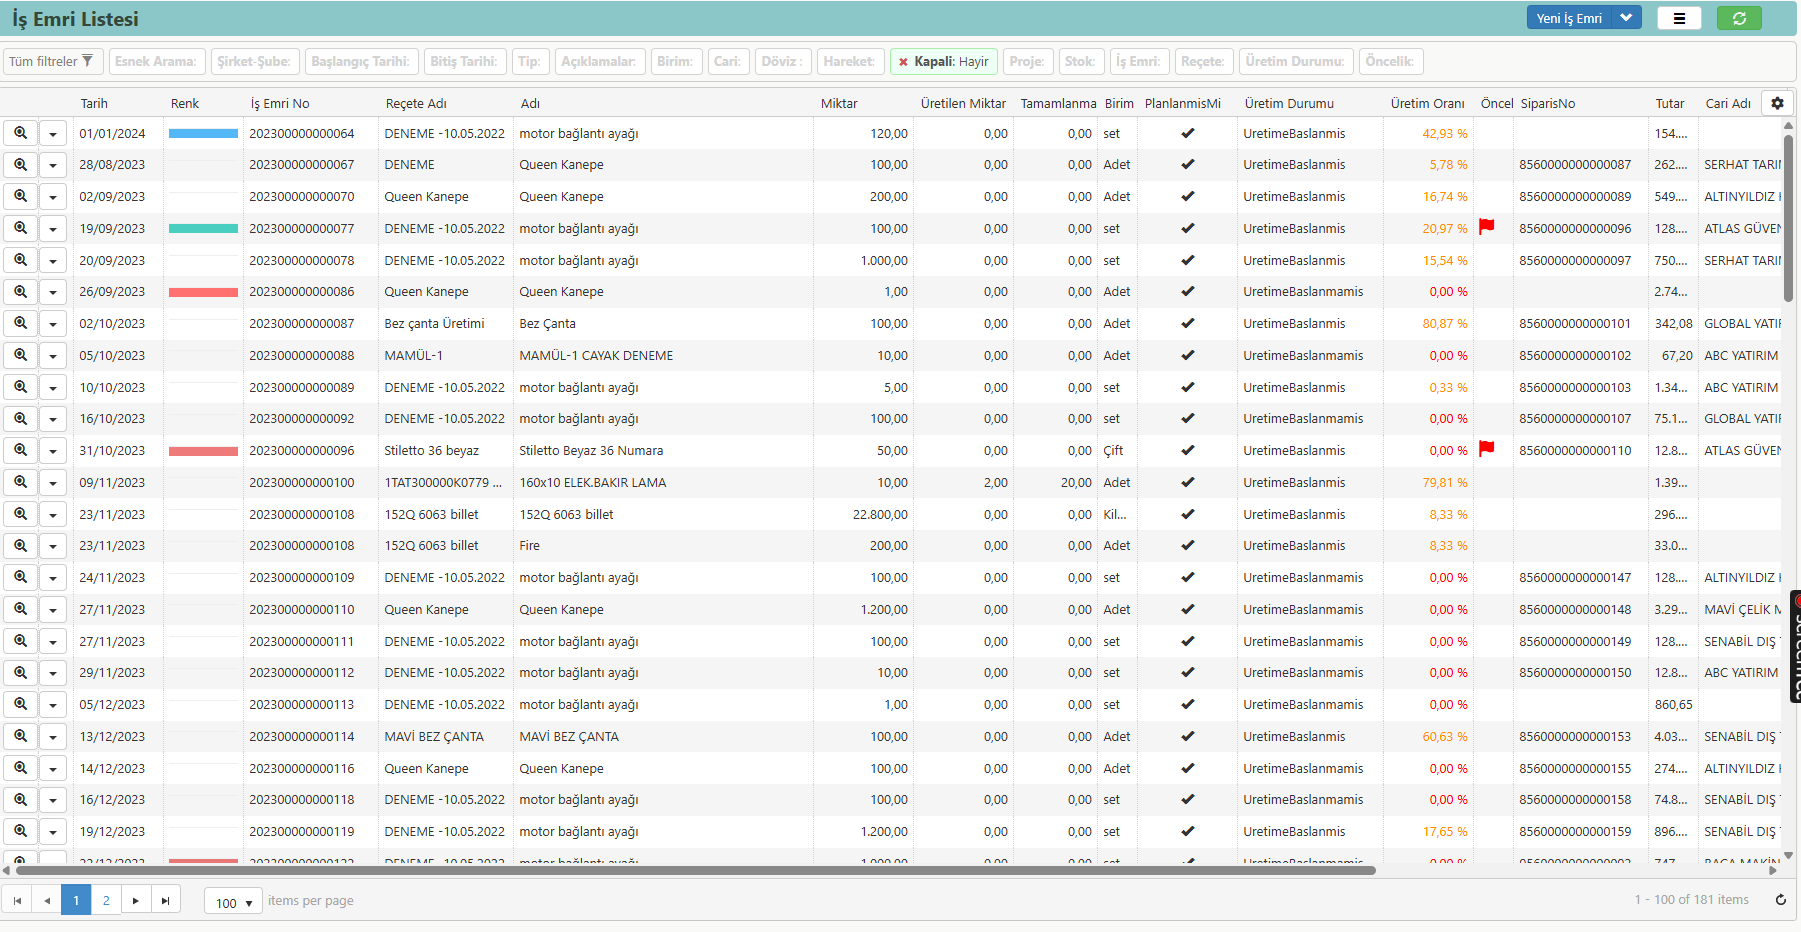 İş Emri Listesi
Yeni İş Emri
Tüm filtreler Esnek Arama: Şirket-Şube: Başlangıç Tarihi: Bitiş Tarihi: Tip: Açıklamalar: Birim: Cari: Döviz : Hareket: Kapali: Hayir Proje: Stok: İş Emri: Reçete: Üretim Durumu: Öncelik:
Tarih Renk İş Emri No Reçete Adı Adı Miktar Üretilen Miktar Tamamlanma Birim PlanlanmisMi Üretim Durumu Üretim Oranı Öncel SiparisNo Tutar Cari Adı
01/01/2024 202300000000064 DENEME -10.05.2022 motor bağlantı ayağı 120,00 0,00 0,00 set UretimeBaslanmis 42,93 % 154....
28/08/2023 202300000000067 DENEME Queen Kanepe 100,00 0,00 0,00 Adet UretimeBaslanmis 5,78 % 8560000000000087 262.... SERHAT TARIM
02/09/2023 202300000000070 Queen Kanepe Queen Kanepe 200,00 0,00 0,00 Adet UretimeBaslanmis 16,74 % 8560000000000089 549.... ALTINYILDIZ
19/09/2023 202300000000077 DENEME -10.05.2022 motor bağlantı ayağı 100,00 0,00 0,00 set UretimeBaslanmis 20,97 % 8560000000000096 128.... ATLAS GÜVEN
20/09/2023 202300000000078 DENEME -10.05.2022 motor bağlantı ayağı 1.000,00 0,00 0,00 set UretimeBaslanmis 15,54 % 8560000000000097 750.... SERHAT TARIM
26/09/2023 202300000000086 Queen Kanepe Queen Kanepe 1,00 0,00 0,00 Adet UretimeBaslanmamis 0,00 % 2.74...
02/10/2023 202300000000087 Bez çanta Üretimi Bez Çanta 100,00 0,00 0,00 Adet UretimeBaslanmis 80,87 % 8560000000000101 342,08 GLOBAL YATIR
05/10/2023 202300000000088 MAMÜL-1 MAMÜL-1 CAYAK DENEME 10,00 0,00 0,00 Adet UretimeBaslanmamis 0,00 % 8560000000000102 67,20 ABC YATIRIM
10/10/2023 202300000000089 DENEME -10.05.2022 motor bağlantı ayağı 5,00 0,00 0,00 set UretimeBaslanmis 0,33 % 8560000000000103 1.34... ABC YATIRIM
16/10/2023 202300000000092 DENEME -10.05.2022 motor bağlantı ayağı 100,00 0,00 0,00 set UretimeBaslanmamis 0,00 % 8560000000000107 75.1... GLOBAL YATIR
31/10/2023 202300000000096 Stiletto 36 beyaz Stiletto Beyaz 36 Numara 50,00 0,00 0,00 Çift UretimeBaslanmamis 0,00 % 8560000000000110 12.8... ATLAS GÜVEN
09/11/2023 202300000000100 1TAT300000K0779 ... 160x10 ELEK.BAKIR LAMA 10,00 2,00 20,00 Adet UretimeBaslanmis 79,81 % 1.39...
23/11/2023 202300000000108 152Q 6063 billet 152Q 6063 billet 22.800,00 0,00 0,00 Kil... UretimeBaslanmis 8,33 % 296....
23/11/2023 202300000000108 152Q 6063 billet Fire 200,00 0,00 0,00 Adet UretimeBaslanmis 8,33 % 33.0...
24/11/2023 202300000000109 DENEME -10.05.2022 motor bağlantı ayağı 100,00 0,00 0,00 set UretimeBaslanmamis 0,00 % 8560000000000147 128.... ALTINYILDIZ
27/11/2023 202300000000110 Queen Kanepe Queen Kanepe 1.200,00 0,00 0,00 Adet UretimeBaslanmamis 0,00 % 8560000000000148 3.29... MAVİ ÇELİK
27/11/2023 202300000000111 DENEME -10.05.2022 motor bağlantı ayağı 100,00 0,00 0,00 set UretimeBaslanmamis 0,00 % 8560000000000149 128.... SENABİL DIŞ
29/11/2023 202300000000112 DENEME -10.05.2022 motor bağlantı ayağı 10,00 0,00 0,00 set UretimeBaslanmamis 0,00 % 8560000000000150 12.8... ABC YATIRIM
05/12/2023 202300000000113 DENEME -10.05.2022 motor bağlantı ayağı 1,00 0,00 0,00 set UretimeBaslanmamis 0,00 % 860,65
13/12/2023 202300000000114 MAVİ BEZ ÇANTA MAVİ BEZ ÇANTA 100,00 0,00 0,00 Adet UretimeBaslanmis 60,63 % 8560000000000153 4.03... SENABİL DIŞ
14/12/2023 202300000000116 Queen Kanepe Queen Kanepe 100,00 0,00 0,00 Adet UretimeBaslanmamis 0,00 % 8560000000000155 274.... ALTINYILDIZ
16/12/2023 202300000000118 DENEME -10.05.2022 motor bağlantı ayağı 100,00 0,00 0,00 set UretimeBaslanmamis 0,00 % 8560000000000158 74.8... SENABİL DIŞ
19/12/2023 202300000000119 DENEME -10.05.2022 motor bağlantı ayağı 1.200,00 0,00 0,00 set UretimeBaslanmis 17,65 % 8560000000000159 896.... SENABİL DIŞ
1 2 100 items per page 1 - 100 of 181 items